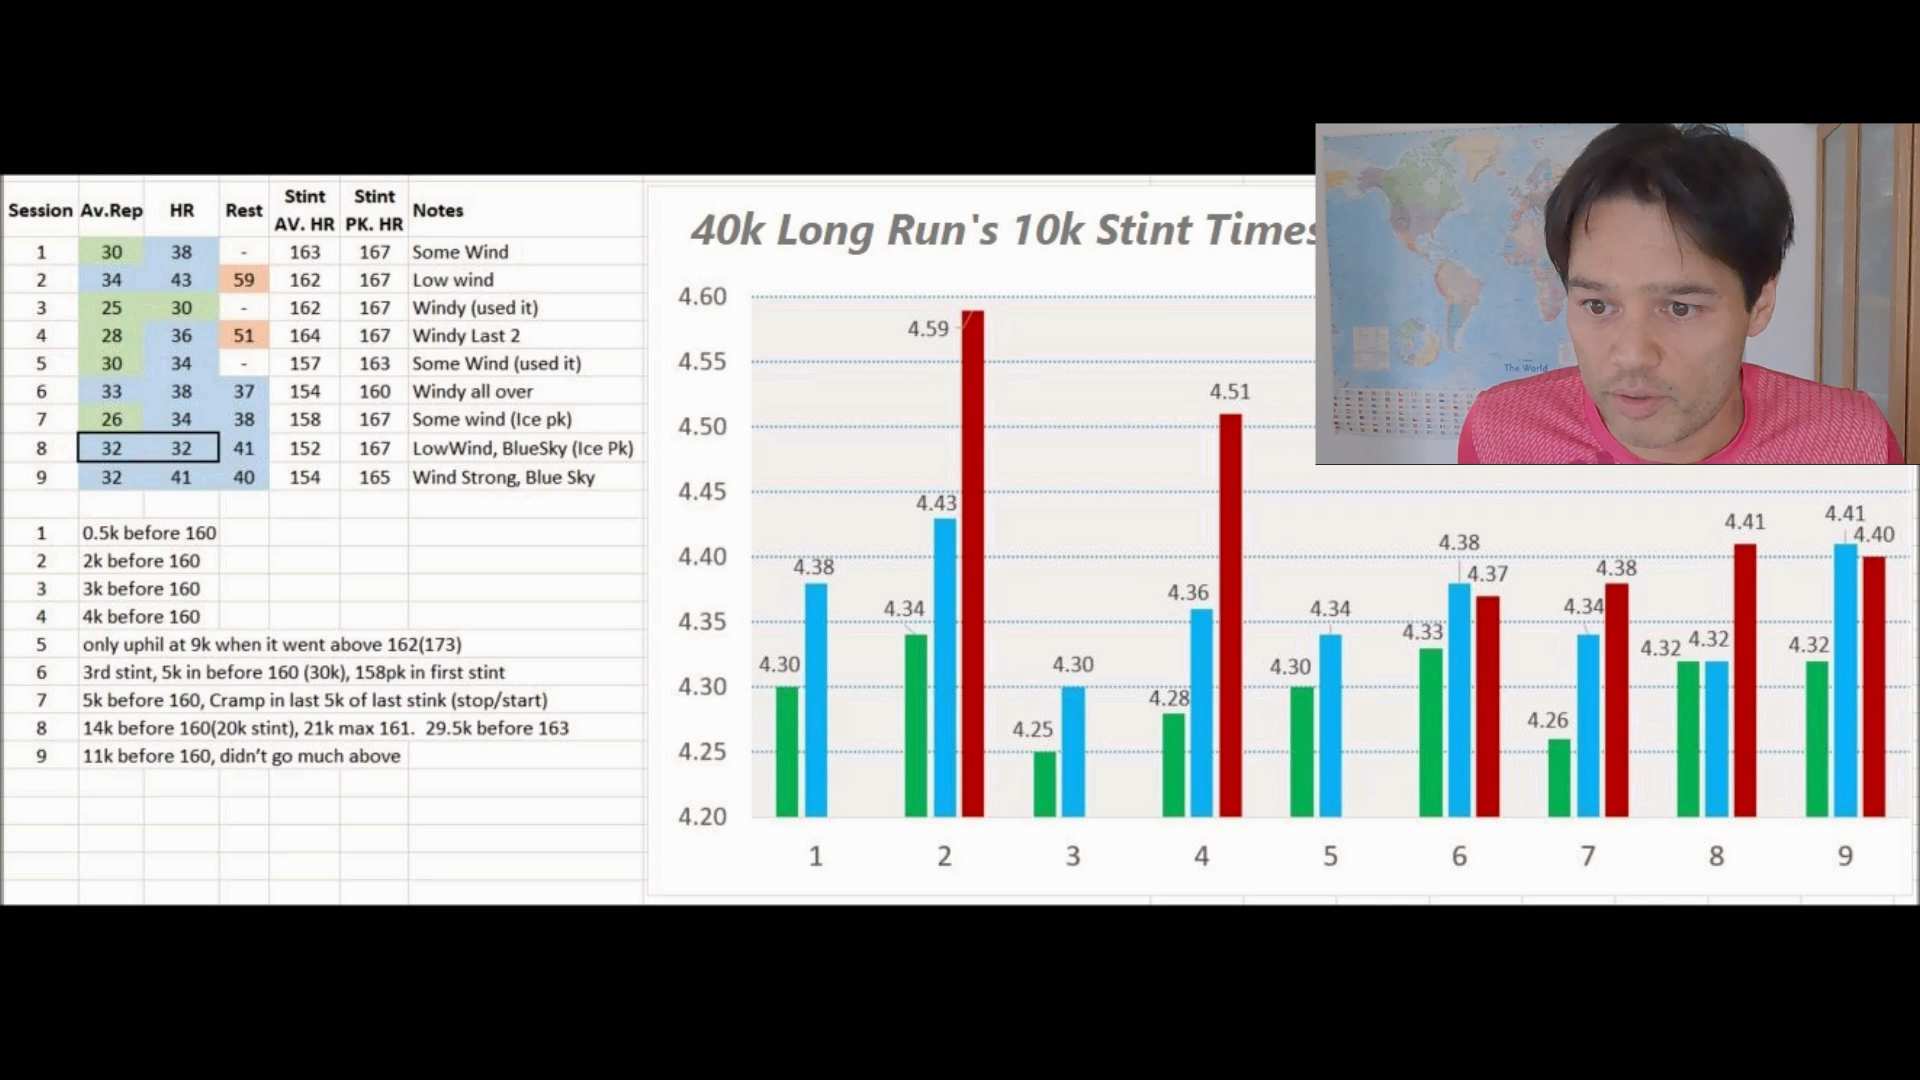 Session Av.Rep HR Rest Stint AV. HR Stint PK. HR Notes
1 30 38 - 163 167 Some Wind
2 34 43 59 162 167 Low wind
3 25 30 - 162 167 Windy (used it)
4 28 36 51 164 167 Windy Last 2
5 30 34 - 157 163 Some Wind (used it)
6 33 38 37 154 160 Windy all over
7 26 34 38 158 167 Some wind (Ice pk)
8 32 32 41 152 167 LowWind, BlueSky (Ice Pk)
9 32 41 40 154 165 Wind Strong, Blue Sky
1 0.5k before 160
2 2k before 160
3 3k before 160
4 4k before 160
5 only uphil at 9k when it went above 162(173)
6 3rd stint, 5k in before 160 (30k), 158pk in first stint
7 5k before 160, Cramp in last 5k of last stink (stop/start)
8 14k before 160(20k stint), 21k max 161. 29.5k before 163
9 11k before 160, didn't go much above
40k Long Run's 10k Stint Times
4.60
4.55
4.50
4.45
4.40
4.35
4.30
4.25
4.20
4.30 4.38
4.34 4.43 4.59
4.25 4.30
4.28 4.36 4.51
4.30 4.34
4.33 4.38 4.37
4.26 4.34 4.38
4.32 4.32 4.41
4.32 4.41 4.40
1 2 3 4 5 6 7 8 9
The World